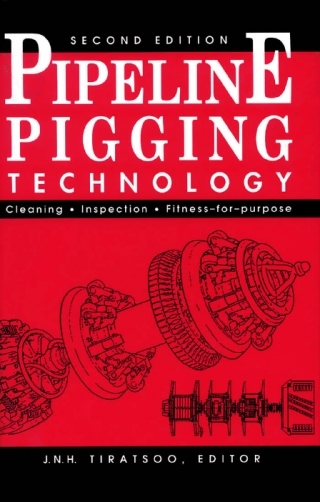 SECOND EDITION
PIPELINE
PIGGING
TECHNOLOGY
Cleaning • Inspection • Fitness-for-purpose
J.N.H. TIRATSOO, EDITOR